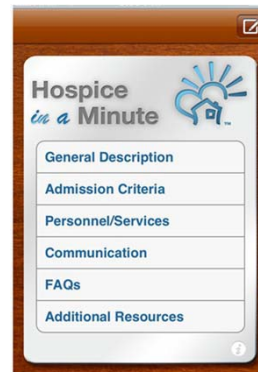 Hospice
in a Minute
TM
General Description
Admission Criteria
Personnel/Services
Communication
FAQs
Additional Resources
i